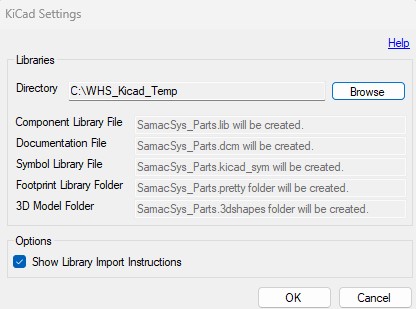 KiCad Settings
Help
Libraries
Directory C:\WHS_Kicad_Temp Browse
Component Library File SamacSys_Parts.lib will be created.
Documentation File SamacSys_Parts.dcm will be created.
Symbol Library File SamacSys_Parts.kicad_sym will be created.
Footprint Library Folder SamacSys_Parts.pretty folder will be created.
3D Model Folder SamacSys_Parts.3dshapes folder will be created.
Options
Show Library Import Instructions
OK Cancel